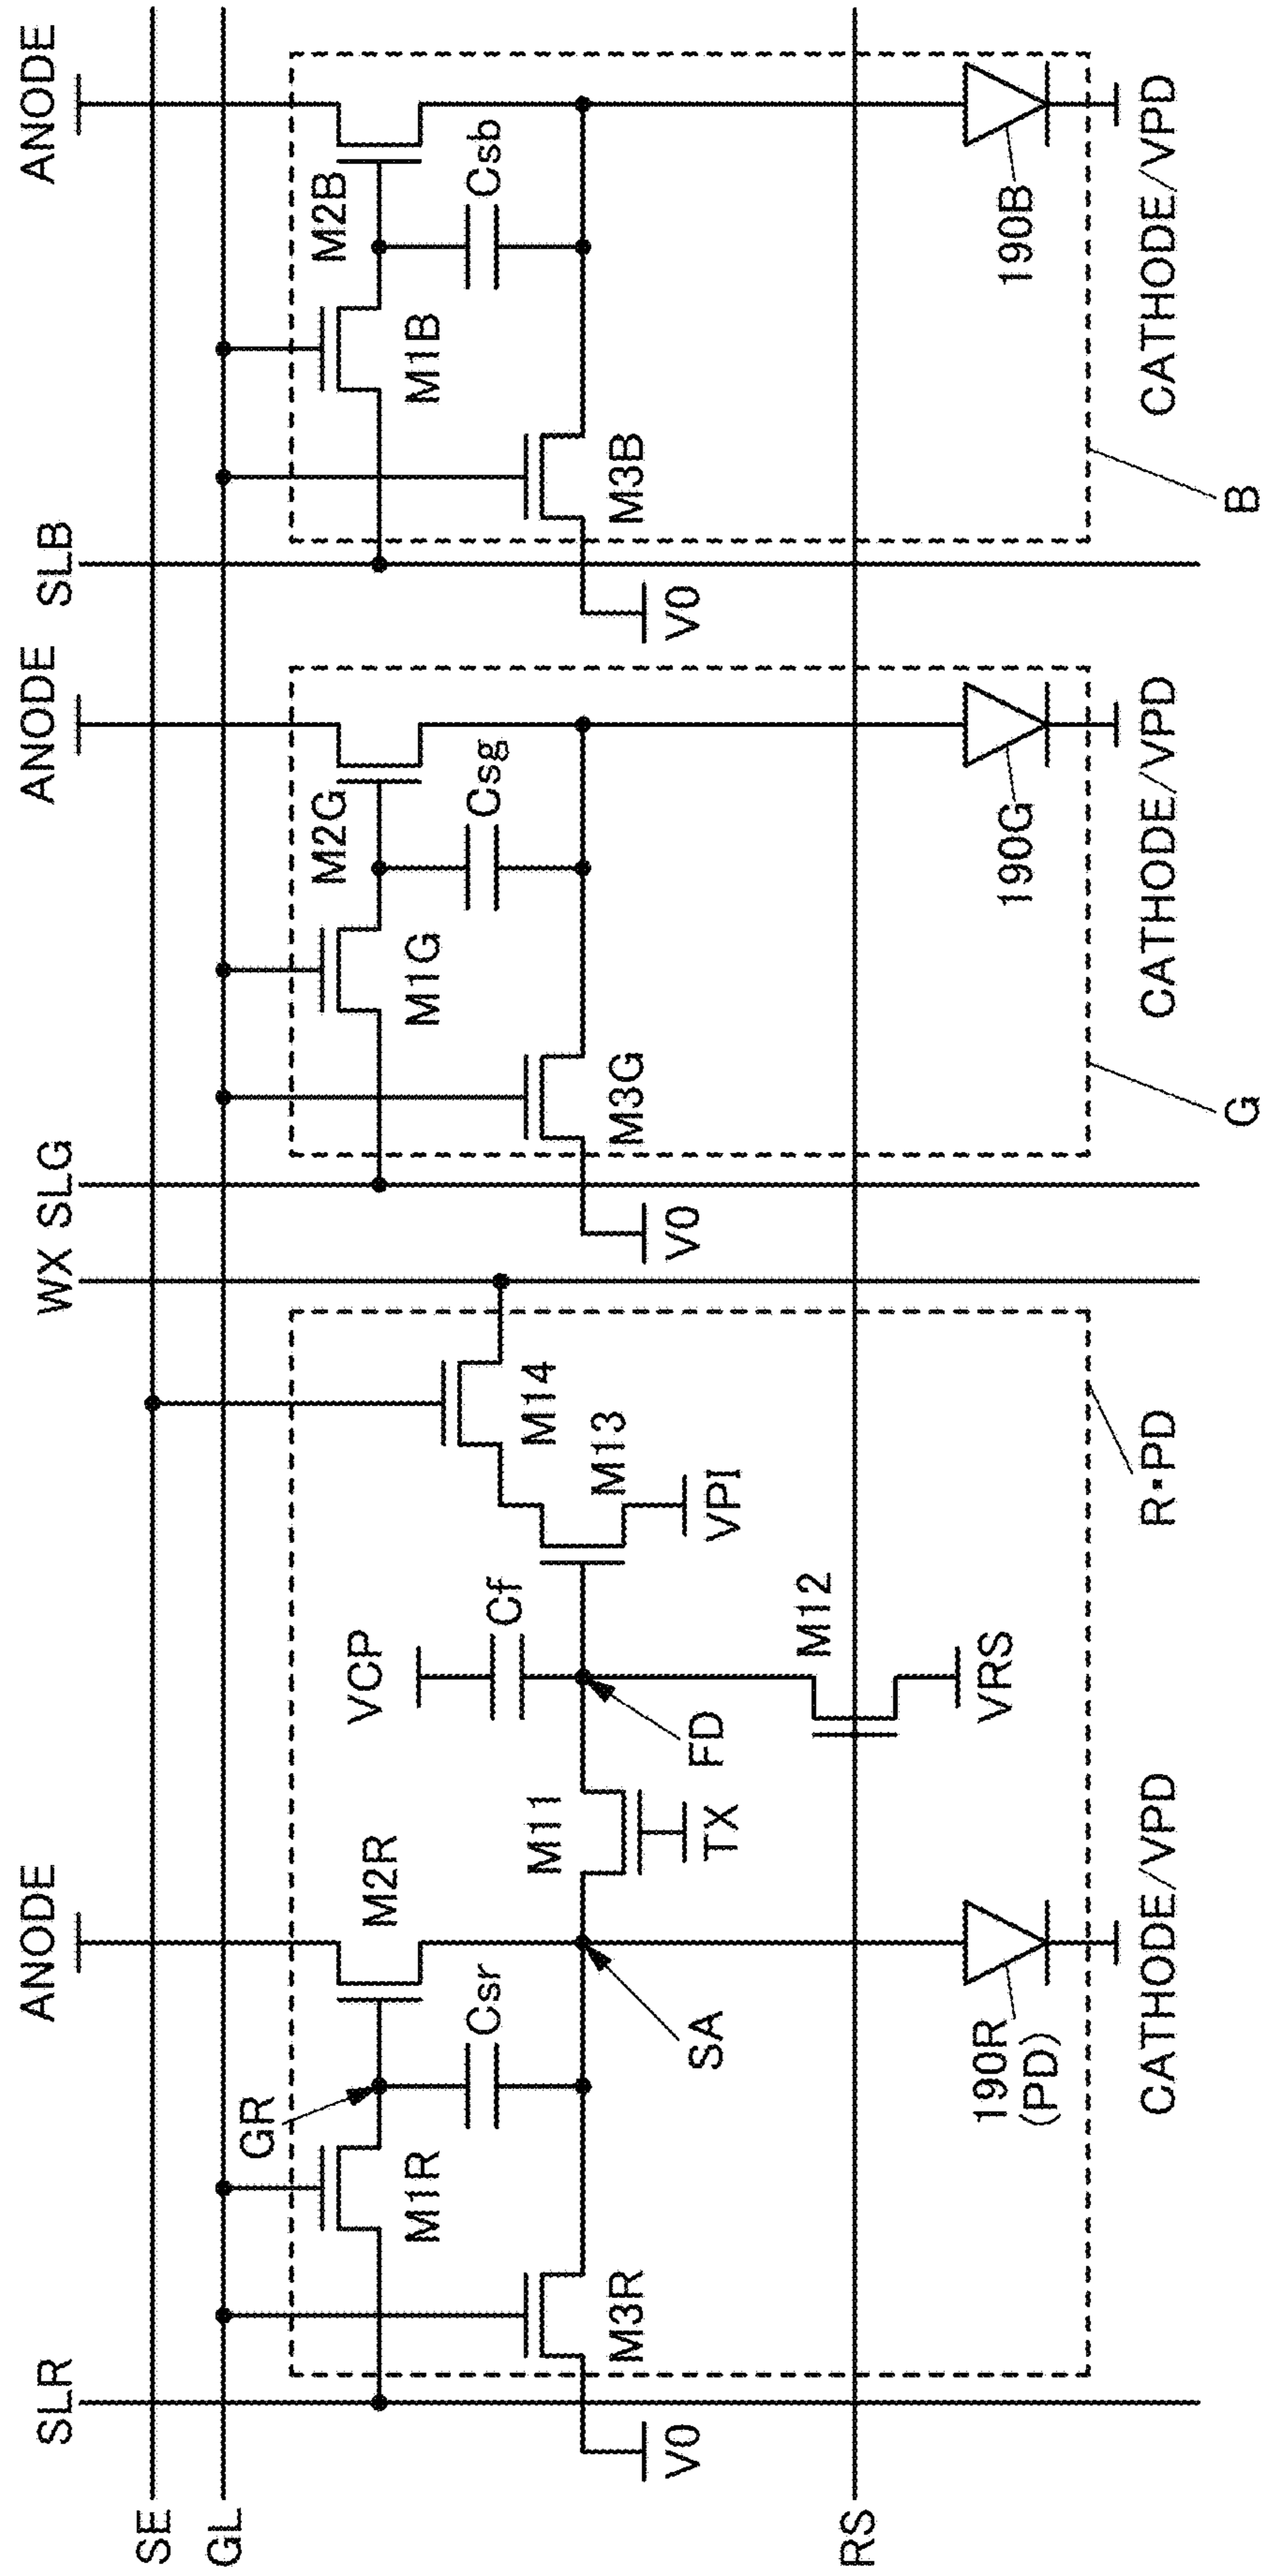 ANODE
ANODE
ANODE
SLR
WX
SLG
SLB
SE
GL
GR
M2R
VCP
M2G
M2B
M1R
Csr
Cf
M14
M1G
Csg
M1B
Csb
M11
M13
M3R
M3G
M3B
V0
SA
TX
FD
VPI
V0
V0
M12
RS
VRS
190R
(PD)
190G
190B
CATHODE/VPD
R・PD
CATHODE/VPD
CATHODE/VPD
G
B